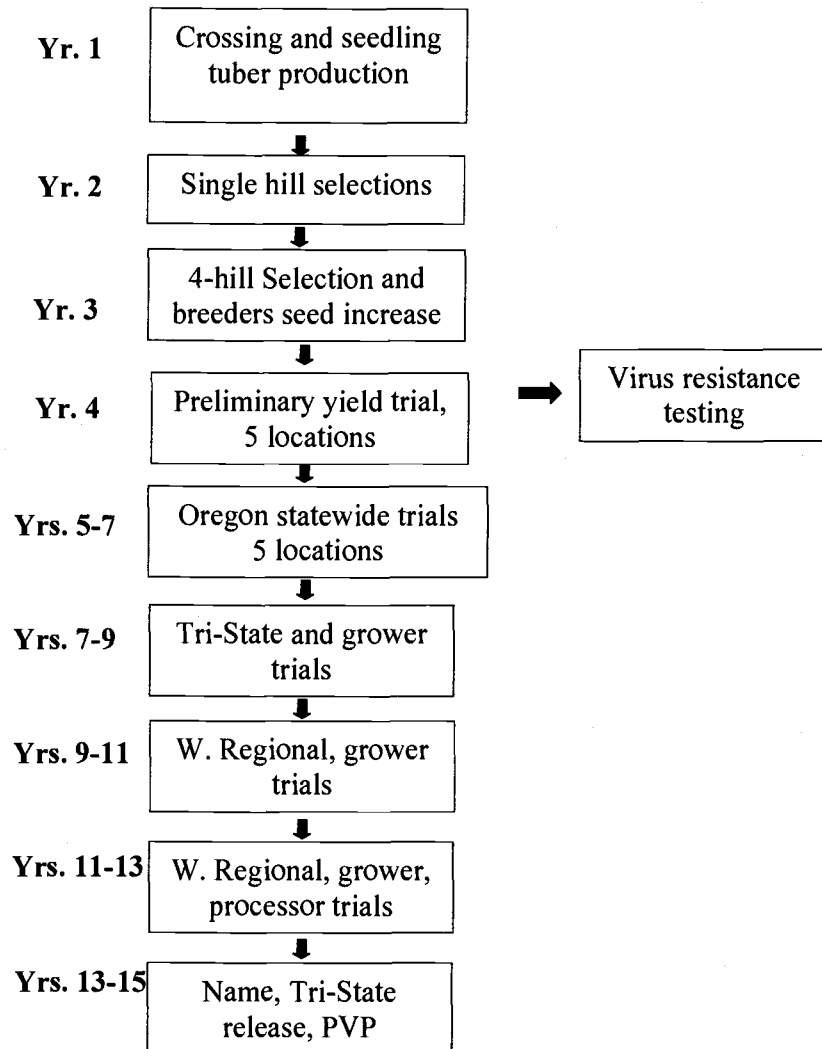 Yr. 1
Crossing and seedling
tuber production
Yr. 2
Single hill selections
Yr. 3
4-hill Selection and
breeders seed increase
Yr. 4
Preliminary yield trial,
5 locations
Virus resistance
testing
Yrs. 5-7
Oregon statewide trials
5 locations
Yrs. 7-9
Tri-State and grower
trials
Yrs. 9-11
W. Regional, grower
trials
Yrs. 11-13
W. Regional, grower,
processor trials
Yrs. 13-15
Name, Tri-State
release, PVP